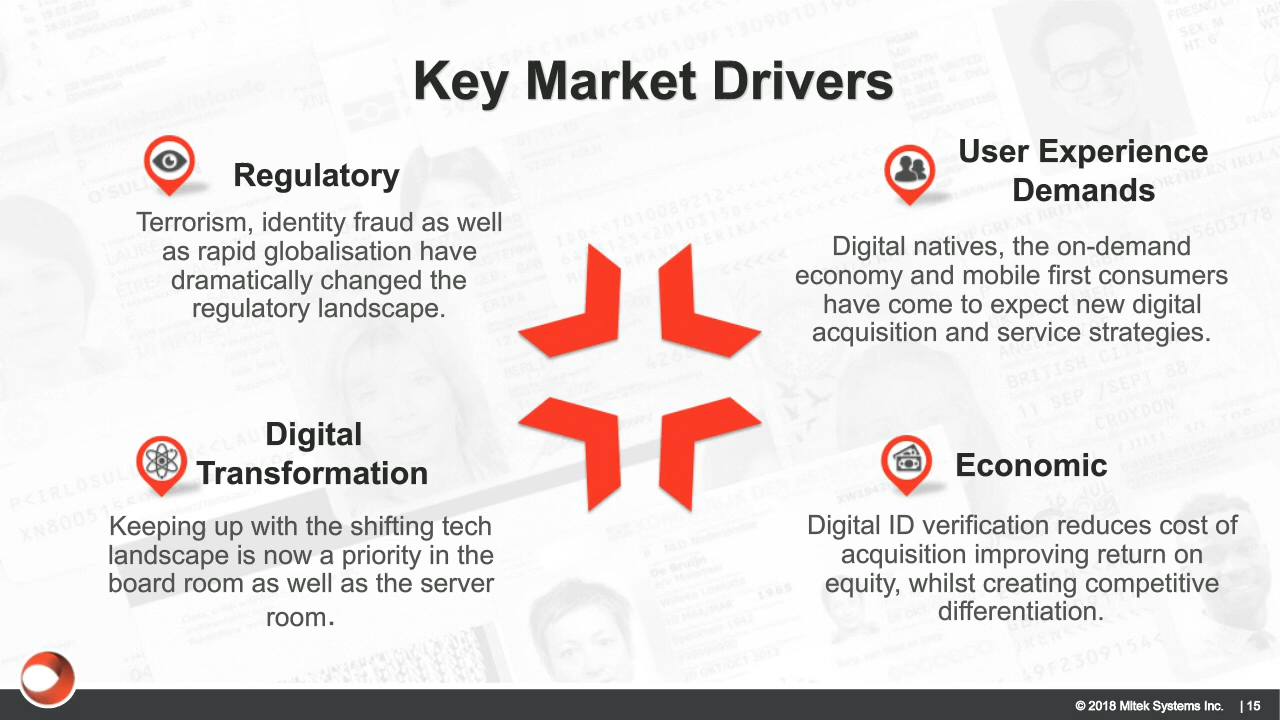 Key Market Drivers
Regulatory
Terrorism, identity fraud as well
as rapid globalisation have
dramatically changed the
regulatory landscape.
User Experience
Demands
Digital natives, the on-demand
economy and mobile first consumers
have come to expect new digital
acquisition and service strategies.
Digital
Transformation
Keeping up with the shifting tech
landscape is now a priority in the
board room as well as the server
room.
Economic
Digital ID verification reduces cost of
acquisition improving return on
equity, whilst creating competitive
differentiation.
© 2018 Mitek Systems Inc. | 15